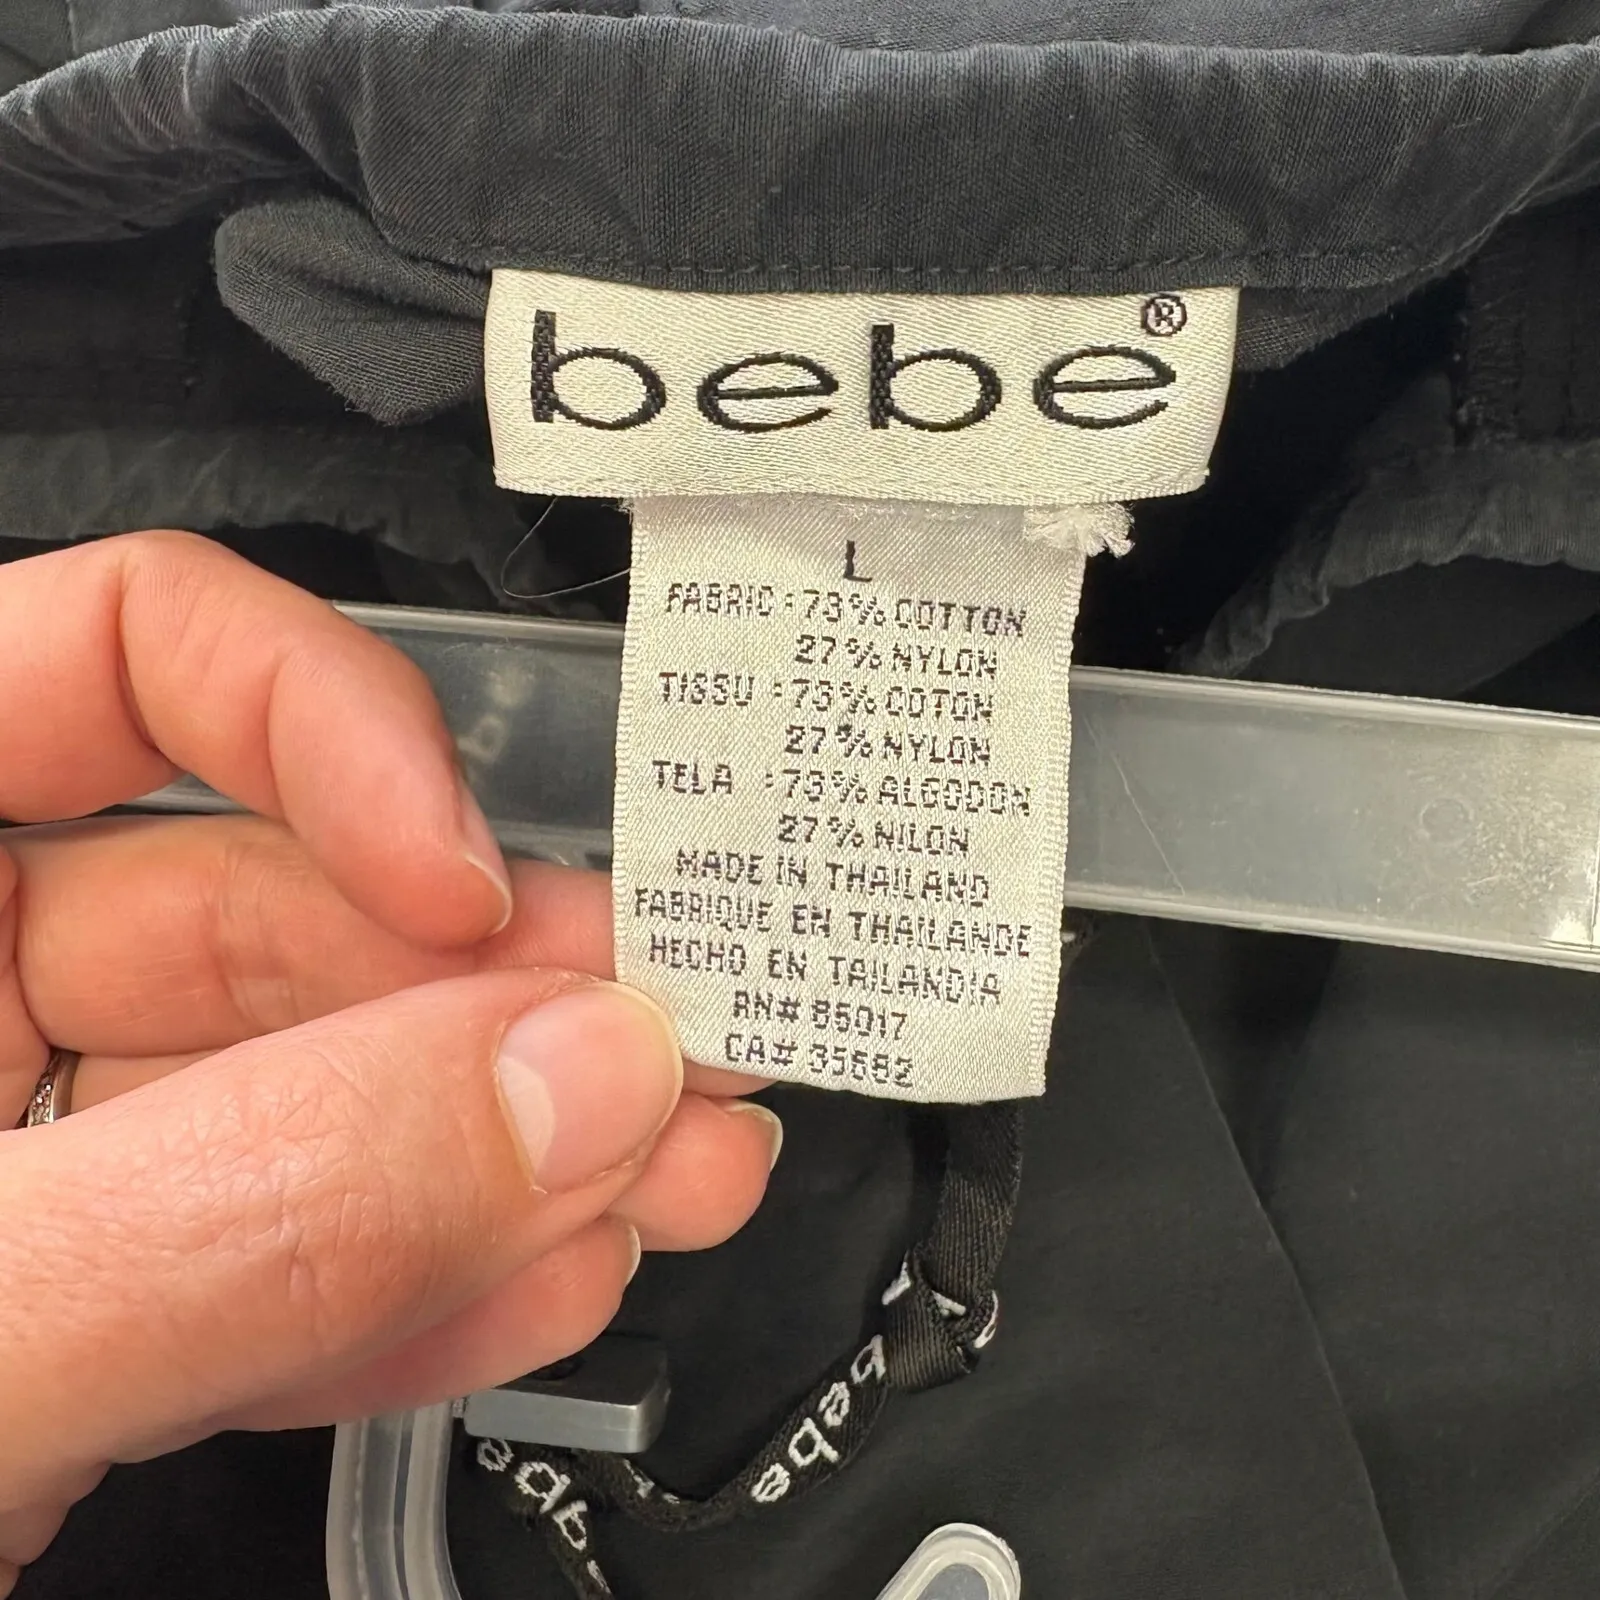 bebe®
L
FABRIC : 73% COTTON
27% NYLON
TISSU : 73% COTON
27% NYLON
TELA : 73% ALGODON
27% NILON
MADE IN THAILAND
FABRIQUE EN THAILANDE
HECHO EN TAILANDIA
RN# 85017
CA# 35682
bebe